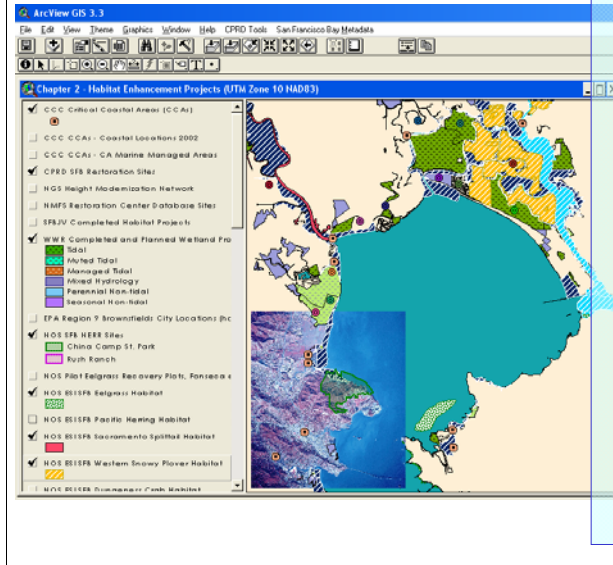 ArcView GIS 3.3
File Edit View Theme Graphics Window Help CPRD Tools San Francisco Bay Metadata
Chapter 2 - Habitat Enhancement Projects (UTM Zone 10 NAD83)
CCC Critical Coastal Areas (CCAs)
CCC CCAs - Coastal Locations 2002
CCC CCAs - CA Marine Managed Areas
CPRD SFB Restoration Sites
NGS Height Modernization Network
NMFS Restoration Center Database Sites
SFBJV Completed Habitat Projects
WWR Completed and Planned Wetland Pro
Tidal
Muted Tidal
Managed Tidal
Mixed Hydrology
Perennial Non-tidal
Seasonal Non-tidal
EPA Region 9 Brownfields City Locations (hc
NOS SFB NERR Sites
China Camp St. Park
Rush Ranch
NOS Pilot Eelgrass Recovery Plots, Fonseca e
NOS ESISFB Eelgrass Habitat
NOS ESISFB Pacific Herring Habitat
NOS ESISFB Sacramento Splittail Habitat
NOS ESISFB Western Snowy Plover Habitat
NOS ESISFB Dungeness Crab Habitat